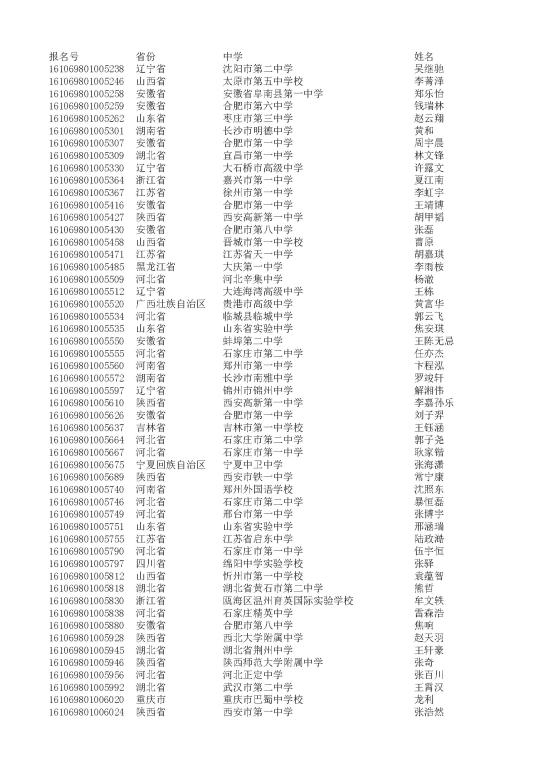 报名号 省份 中学 姓名
161069801005238 辽宁省 沈阳市第二中学 吴继驰
161069801005246 山西省 太原市第五中学校 李菁泽
161069801005258 安徽省 安徽省阜南县第一中学 郑乐怡
161069801005259 安徽省 合肥市第六中学 钱瑞林
161069801005262 山东省 枣庄市第三中学 赵云翔
161069801005301 湖南省 长沙市明德中学 黄和
161069801005307 安徽省 合肥市第一中学 周宇晨
161069801005309 湖北省 宜昌市第一中学 林文锋
161069801005330 辽宁省 大石桥市高级中学 许露文
161069801005364 浙江省 嘉兴市第一中学 夏江南
161069801005367 江苏省 徐州市第一中学 李虹宇
161069801005416 安徽省 合肥市第一中学 王靖博
161069801005427 陕西省 西安高新第一中学 胡甲韬
161069801005430 安徽省 合肥市第八中学 张磊
161069801005458 山西省 晋城市第一中学校 曹原
161069801005471 江苏省 江苏省天一中学 胡嘉琪
161069801005485 黑龙江省 大庆第一中学 李雨桉
161069801005509 河北省 河北辛集中学 杨澈
161069801005512 辽宁省 大连海湾高级中学 王栋
161069801005520 广西壮族自治区 贵港市高级中学 黄富华
161069801005534 河北省 临城县临城中学 郭云飞
161069801005535 山东省 山东省实验中学 焦安琪
161069801005550 安徽省 蚌埠第二中学 王陈无忌
161069801005555 河北省 石家庄市第二中学 任亦杰
161069801005560 河南省 郑州市第一中学 卞程泓
161069801005572 湖南省 长沙市南雅中学 罗竣轩
161069801005597 辽宁省 锦州市锦州中学 解湘伟
161069801005610 陕西省 西安高新第一中学 李嘉孙乐
161069801005626 安徽省 合肥市第一中学 刘子羿
161069801005637 吉林省 吉林市第一中学校 王钰涵
161069801005664 河北省 石家庄市第二中学 郭子尧
161069801005667 河北省 石家庄市第一中学 耿家锴
161069801005675 宁夏回族自治区 宁夏中卫中学 张海潇
161069801005689 陕西省 西安市铁一中学 常宁康
161069801005740 河南省 郑州外国语学校 沈照东
161069801005746 河北省 石家庄市第二中学 暴恒磊
161069801005749 河北省 邢台市第一中学 张博宇
161069801005751 山东省 山东省实验中学 邢涵瑞
161069801005755 江苏省 江苏省启东中学 陆政澔
161069801005790 河北省 石家庄市第一中学 伍宇恒
161069801005797 四川省 绵阳中学实验学校 张驿
161069801005812 山西省 忻州市第一中学校 袁蕴智
161069801005818 湖北省 湖北省黄石市第二中学 熊哲
161069801005830 浙江省 瓯海区温州育英国际实验学校 牟文轶
161069801005838 河北省 石家庄精英中学 雷森浩
161069801005880 安徽省 合肥市第八中学 焦响
161069801005928 陕西省 西北大学附属中学 赵天羽
161069801005945 湖北省 湖北省荆州中学 王轩豪
161069801005946 陕西省 陕西师范大学附属中学 张奇
161069801005956 河北省 河北正定中学 张百川
161069801005992 湖北省 武汉市第二中学 王霄汉
161069801006020 重庆市 重庆市巴蜀中学校 龙利
161069801006024 陕西省 西安市第一中学 张浩然